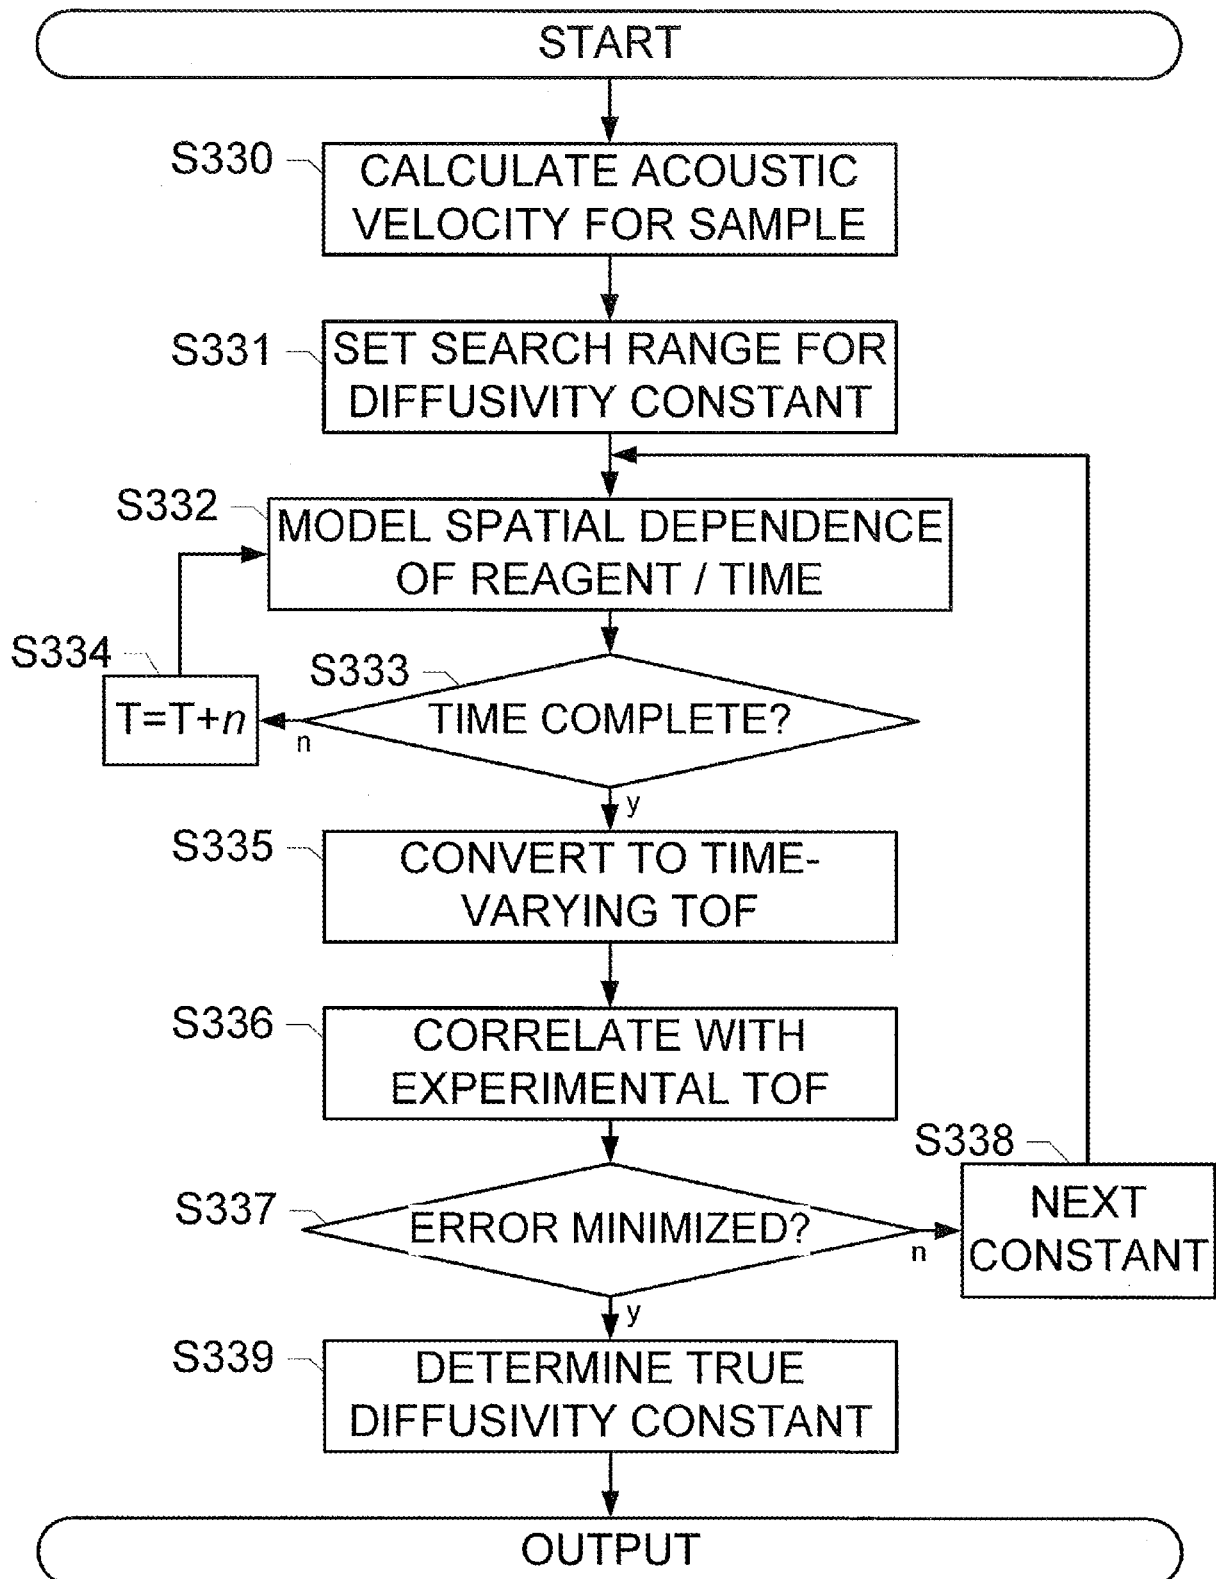 START
S330
CALCULATE ACOUSTIC
VELOCITY FOR SAMPLE
S331
SET SEARCH RANGE FOR
DIFFUSIVITY CONSTANT
S332
MODEL SPATIAL DEPENDENCE
OF REAGENT / TIME
S334
T=T+n
S333
TIME COMPLETE?
n
y
S335
CONVERT TO TIME-
VARYING TOF
S336
CORRELATE WITH
EXPERIMENTAL TOF
S338
NEXT
CONSTANT
S337
ERROR MINIMIZED?
n
y
S339
DETERMINE TRUE
DIFFUSIVITY CONSTANT
OUTPUT